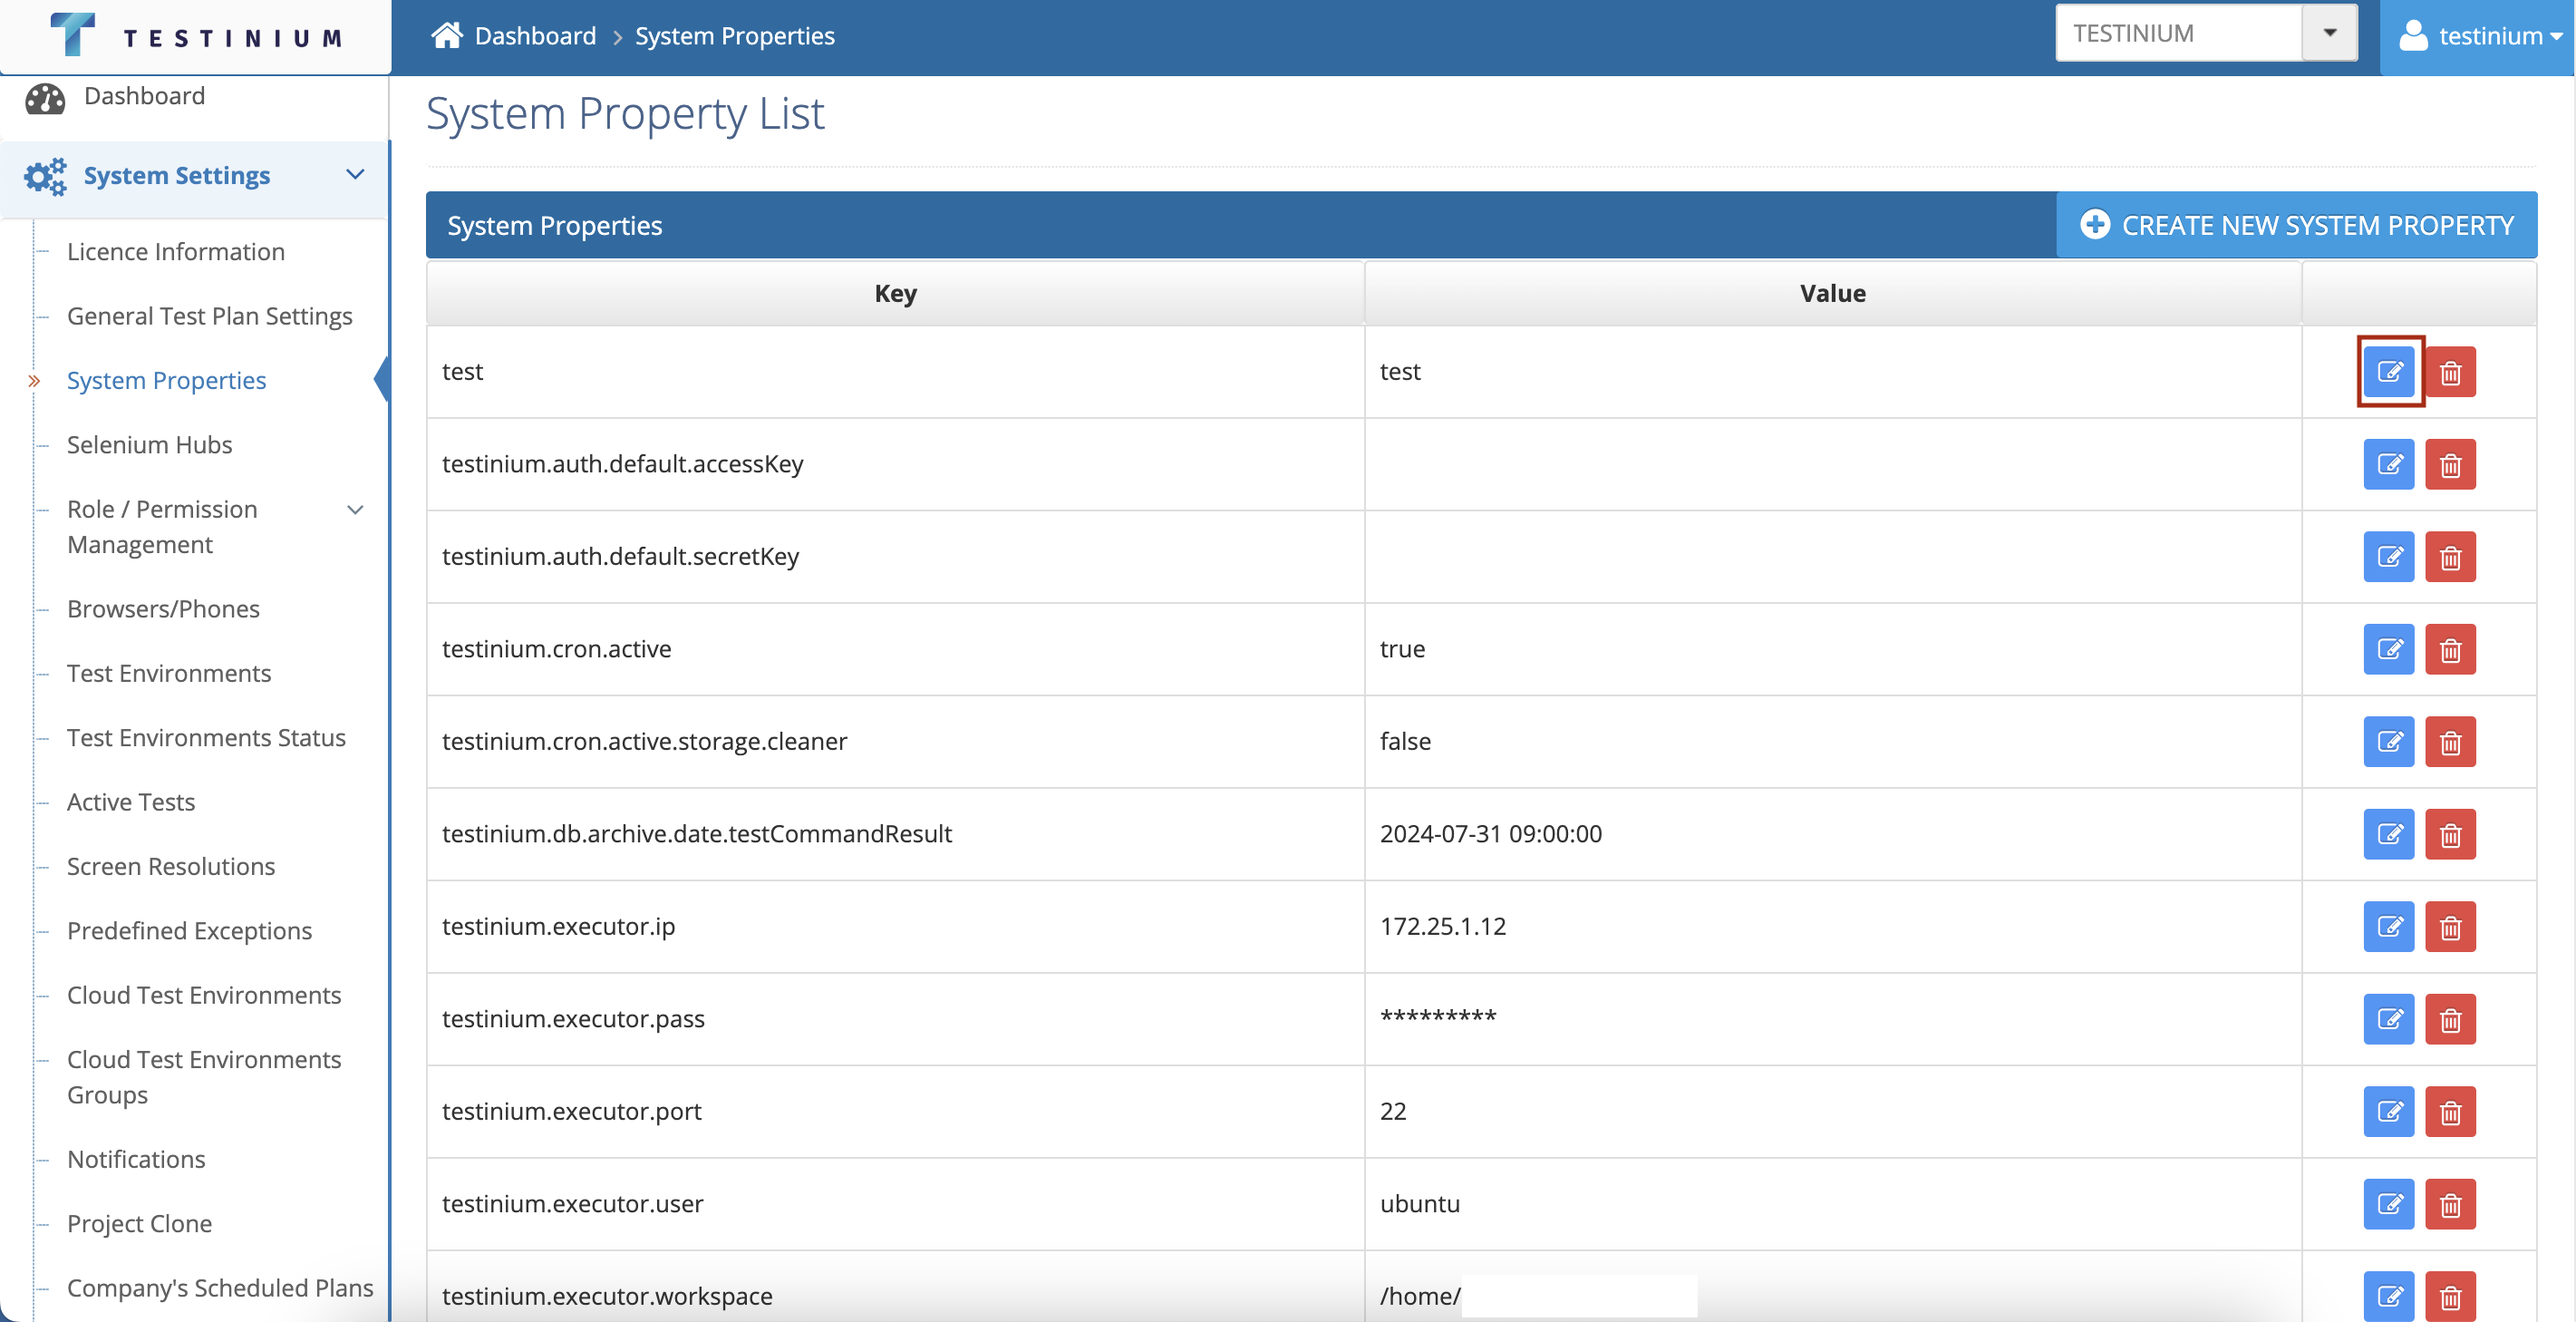 TESTINIUM
Dashboard > System Properties
TESTINIUM
testinium
Dashboard
System Settings
Licence Information
General Test Plan Settings
» System Properties
Selenium Hubs
Role / Permission
Management
Browsers/Phones
Test Environments
Test Environments Status
Active Tests
Screen Resolutions
Predefined Exceptions
Cloud Test Environments
Cloud Test Environments
Groups
Notifications
Project Clone
Company's Scheduled Plans
System Property List
System Properties
CREATE NEW SYSTEM PROPERTY
Key Value
test test
testinium.auth.default.accessKey
testinium.auth.default.secretKey
testinium.cron.active true
testinium.cron.active.storage.cleaner false
testinium.db.archive.date.testCommandResult 2024-07-31 09:00:00
testinium.executor.ip 172.25.1.12
testinium.executor.pass *********
testinium.executor.port 22
testinium.executor.user ubuntu
testinium.executor.workspace /home/